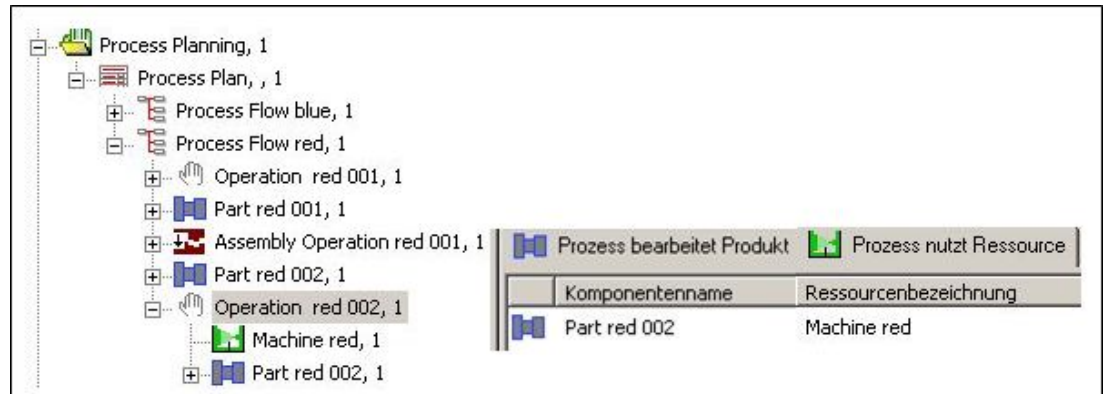 Process Planning, 1
Process Plan, , 1
Process Flow blue, 1
Process Flow red, 1
Operation  red 001, 1
Part red 001, 1
Assembly Operation red 001, 1
Part red 002, 1
Operation  red 002, 1
Machine red, 1
Part red 002, 1
Prozess bearbeitet Produkt Prozess nutzt Ressource
Komponentenname Ressourcenbezeichnung
Part red 002 Machine red